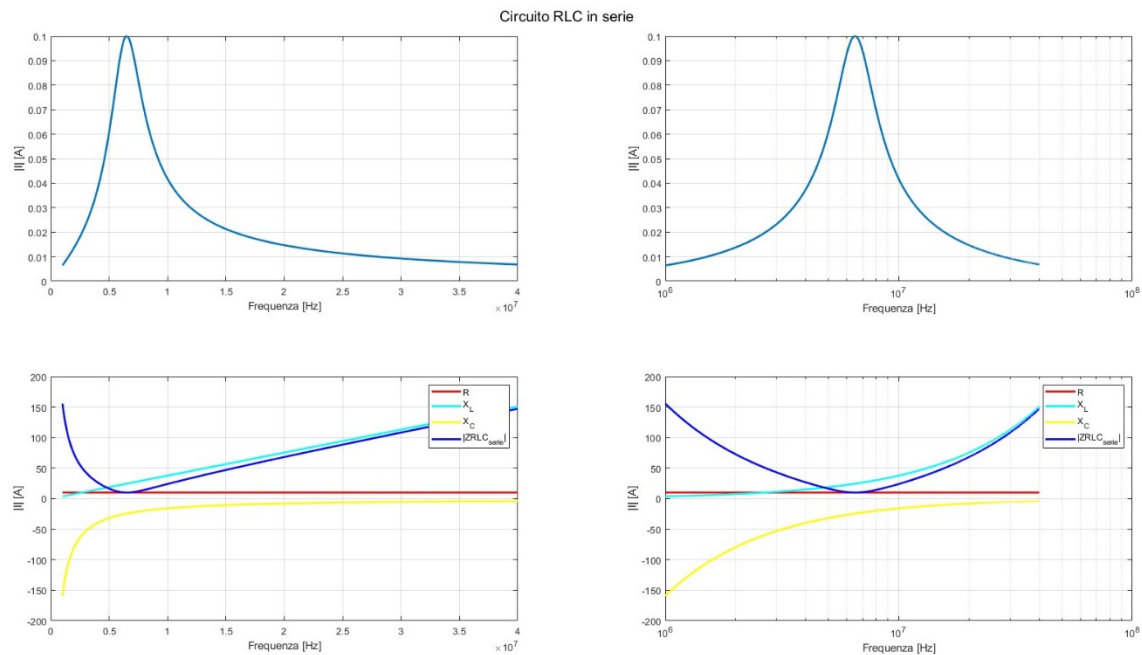 Circuito RLC in serie
|I| [A]
0.1
0.09
0.08
0.07
0.06
0.05
0.04
0.03
0.02
0.01
0
0 0.5 1 1.5 2 2.5 3 3.5 4
Frequenza [Hz]
×10^7
|I| [A]
0.1
0.09
0.08
0.07
0.06
0.05
0.04
0.03
0.02
0.01
0
10^6 10^7 10^8
Frequenza [Hz]
|I| [A]
200
150
100
50
0
-50
-100
-150
-200
R
X_L
X_C
|ZRLC_serie|
0 0.5 1 1.5 2 2.5 3 3.5 4
Frequenza [Hz]
×10^7
|I| [A]
200
150
100
50
0
-50
-100
-150
-200
R
X_L
X_C
|ZRLC_serie|
10^6 10^7 10^8
Frequenza [Hz]